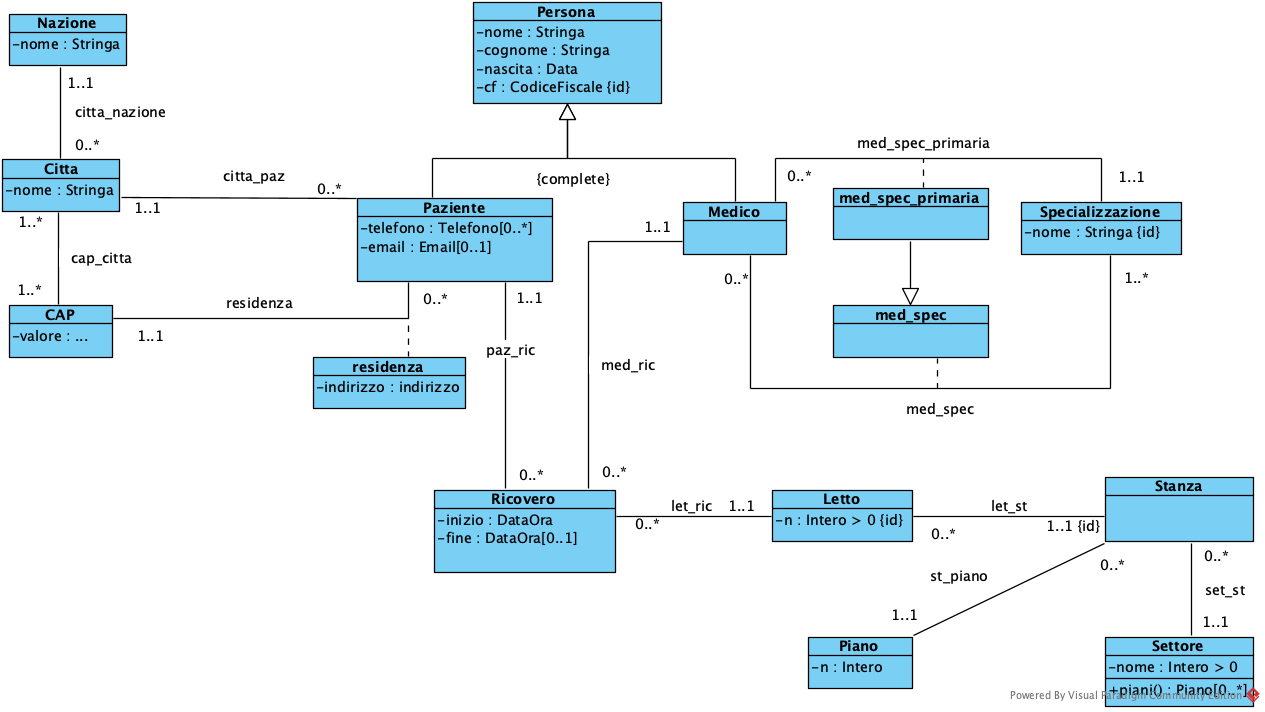 Nazione
-nome : Stringa
1..1
citta_nazione
0..*
Citta
-nome : Stringa
1..*
cap_citta
1..*
CAP
-valore : ...
citta_paz
0..*
1..1
residenza
1..1
0..*
residenza
-indirizzo : indirizzo
Persona
-nome : Stringa
-cognome : Stringa
-nascita : Data
-cf : CodiceFiscale {id}
{complete}
Paziente
-telefono : Telefono[0..*]
-email : Email[0..1]
1..1
paz_ric
0..*
Medico
1..1
med_ric
0..*
0..*
med_spec_primaria
0..*
1..1
med_spec_primaria
Specializzazione
-nome : Stringa {id}
1..*
med_spec
med_spec
Ricovero
-inizio : DataOra
-fine : DataOra[0..1]
let_ric
1..1
0..*
Letto
-n : Intero > 0 {id}
let_st
0..*
1..1 {id}
Stanza
st_piano
0..*
1..1
Piano
-n : Intero
0..*
set_st
1..1
Settore
-nome : Intero > 0
+piani() : Piano[0..*]
Powered By Visual Paradigm Community Edition